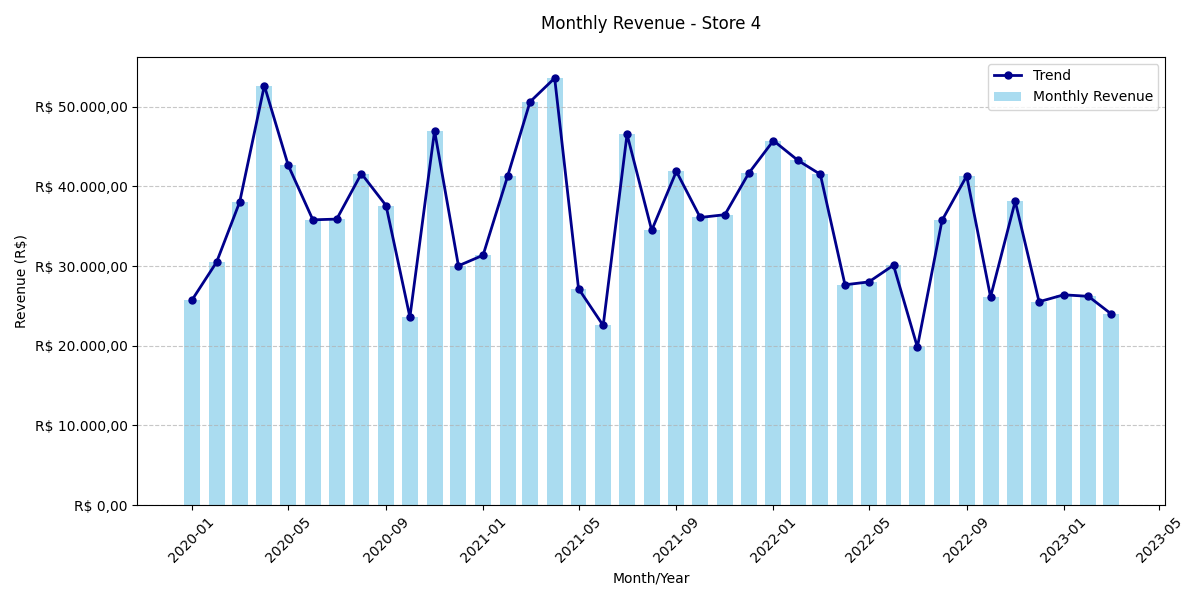 Monthly Revenue - Store 4
Trend
Monthly Revenue
Revenue (R$)
R$ 50.000,00
R$ 40.000,00
R$ 30.000,00
R$ 20.000,00
R$ 10.000,00
R$ 0,00
2020-01
2020-05
2020-09
2021-01
2021-05
2021-09
2022-01
2022-05
2022-09
2023-01
2023-05
Month/Year